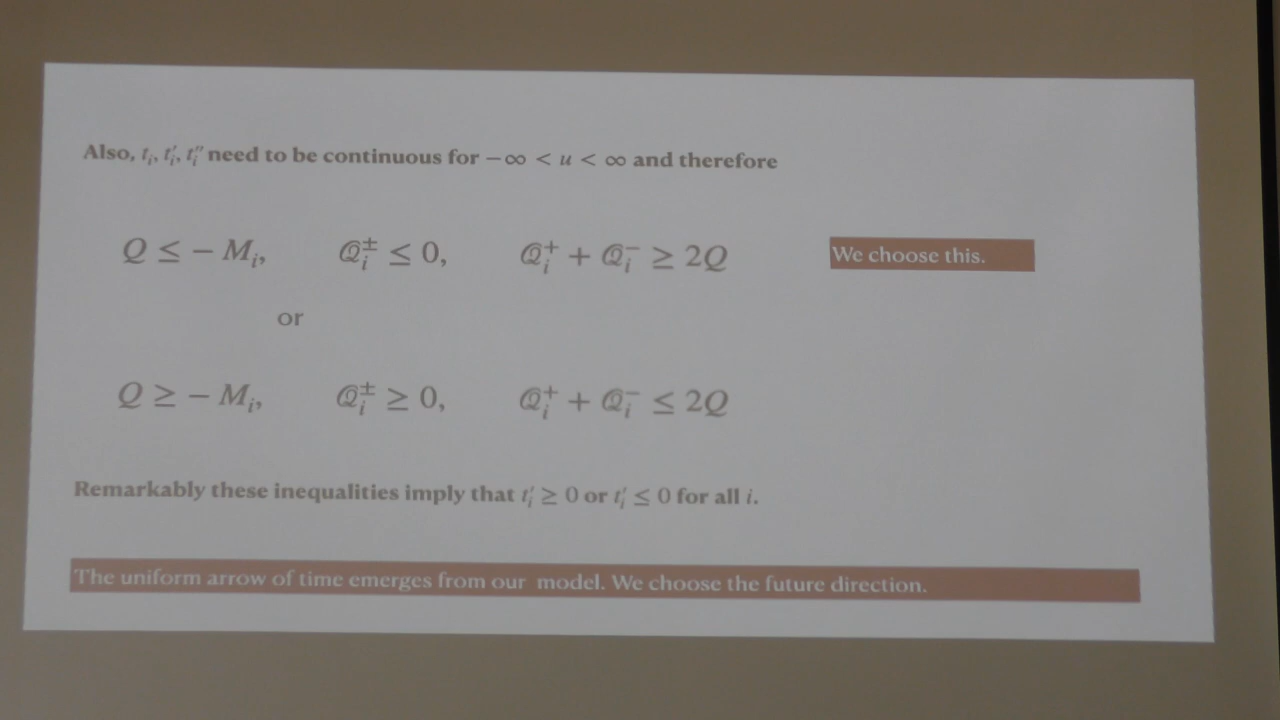 Also, tᵢ, tᵢ′, tᵢ″ need to be continuous for −∞ < u < ∞ and therefore
Q ≤ − Mᵢ, 𝒬ᵢ± ≤ 0, 𝒬ᵢ⁺ + 𝒬ᵢ⁻ ≥ 2Q We choose this.
or
Q ≥ − Mᵢ, 𝒬ᵢ± ≥ 0, 𝒬ᵢ⁺ + 𝒬ᵢ⁻ ≤ 2Q
Remarkably these inequalities imply that tᵢ′ ≥ 0 or tᵢ′ ≤ 0 for all i.
The uniform arrow of time emerges from our model. We choose the future direction.